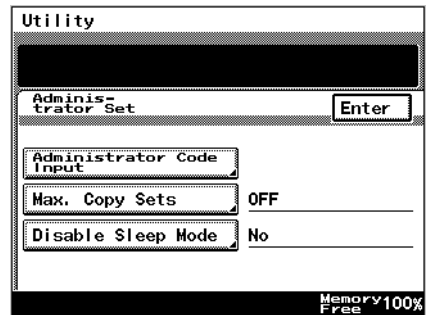 Utility
Adminis-
trator Set
Enter
Administrator Code
Input
Max. Copy Sets
OFF
Disable Sleep Mode
No
Memory
Free
100%